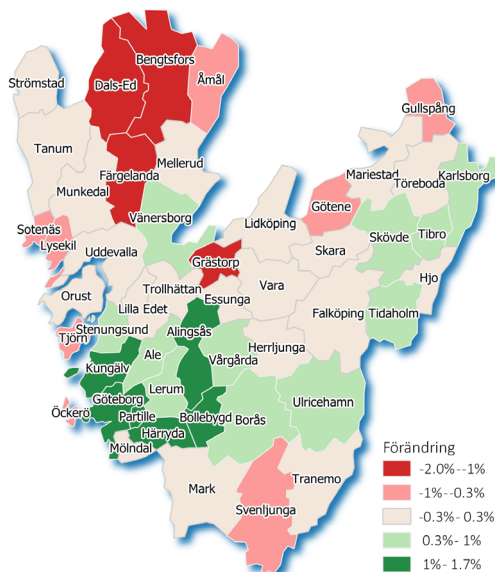 Bengtsfors
Åmål
Strömstad
Dals-Ed
Gullspång
Tanum
Mellerud
Färgelanda
Mariestad
Karlsborg
Töreboda
Munkedal
Götene
Vänersborg
Lidköping
Sotenäs
Tibro
Skövde
Lysekil
Uddevalla
Skara
Grästorp
Hjo
Trollhättan
Vara
Orust
Essunga
Lilla Edet
Tidaholm
Falköping
Stenungsund
Alingsås
Tjörn
Herrljunga
Ale
Vårgårda
Kungälv
Lerum
Göteborg
Ulricehamn
Öckerö
Partille
Bollebygd
Borås
Härryda
Mölndal
Förändring
-2.0%--1%
Tranemo
Mark
-1%--0.3%
Svenljunga
-0.3%- 0.3%
0.3%- 1%
1%- 1.7%